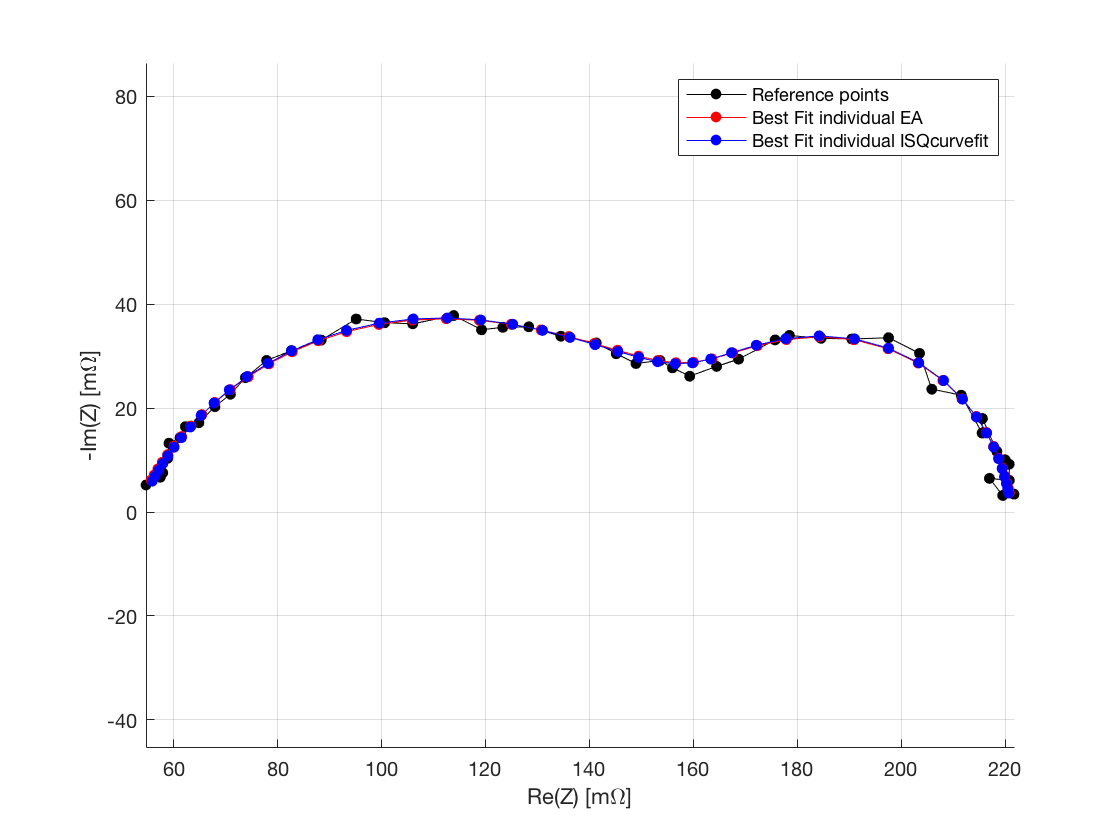 Reference points
Best Fit individual EA
Best Fit individual ISQcurvefit
80
60
40
20
0
-20
-40
-Im(Z) [mΩ]
60 80 100 120 140 160 180 200 220
Re(Z) [mΩ]